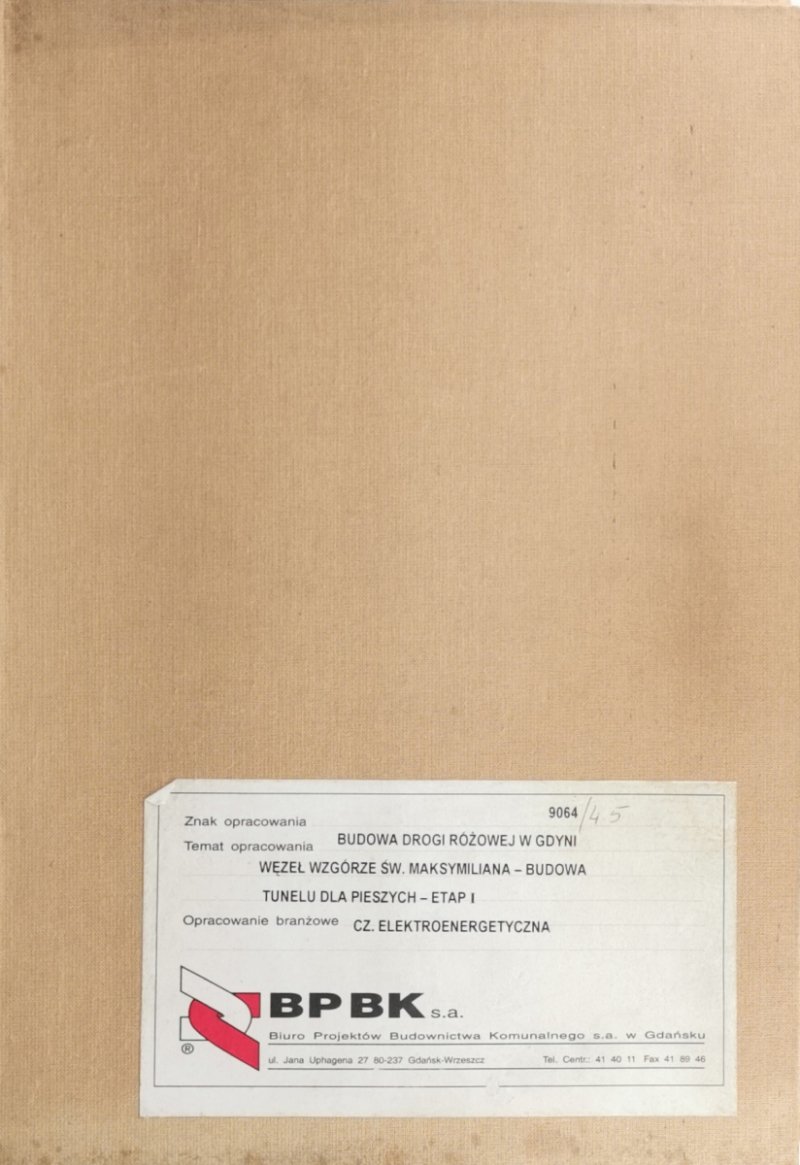 Znak opracowania 9064/45
Temat opracowania BUDOWA DROGI RÓŻOWEJ W GDYNI
WĘZEŁ WZGÓRZE ŚW. MAKSYMILIANA – BUDOWA
TUNELU DLA PIESZYCH – ETAP I
Opracowanie branżowe CZ. ELEKTROENERGETYCZNA
BPBK s.a.
Biuro Projektów Budownictwa Komunalnego s.a. w Gdańsku
® ul. Jana Uphagena 27 80-237 Gdańsk-Wrzeszcz Tel. Centr.: 41 40 11 Fax 41 89 46